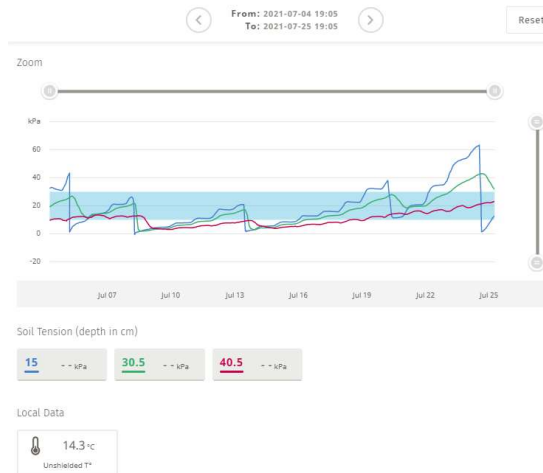 From: 2021-07-04 19:05
To: 2021-07-25 19:05
Reset
Zoom
kPa
60
40
20
0
-20
Jul 07 Jul 10 Jul 13 Jul 16 Jul 19 Jul 22 Jul 25
Soil Tension (depth in cm)
15 - - kPa 30.5 - - kPa 40.5 - - kPa
Local Data
14.3 °C
Unshielded T°